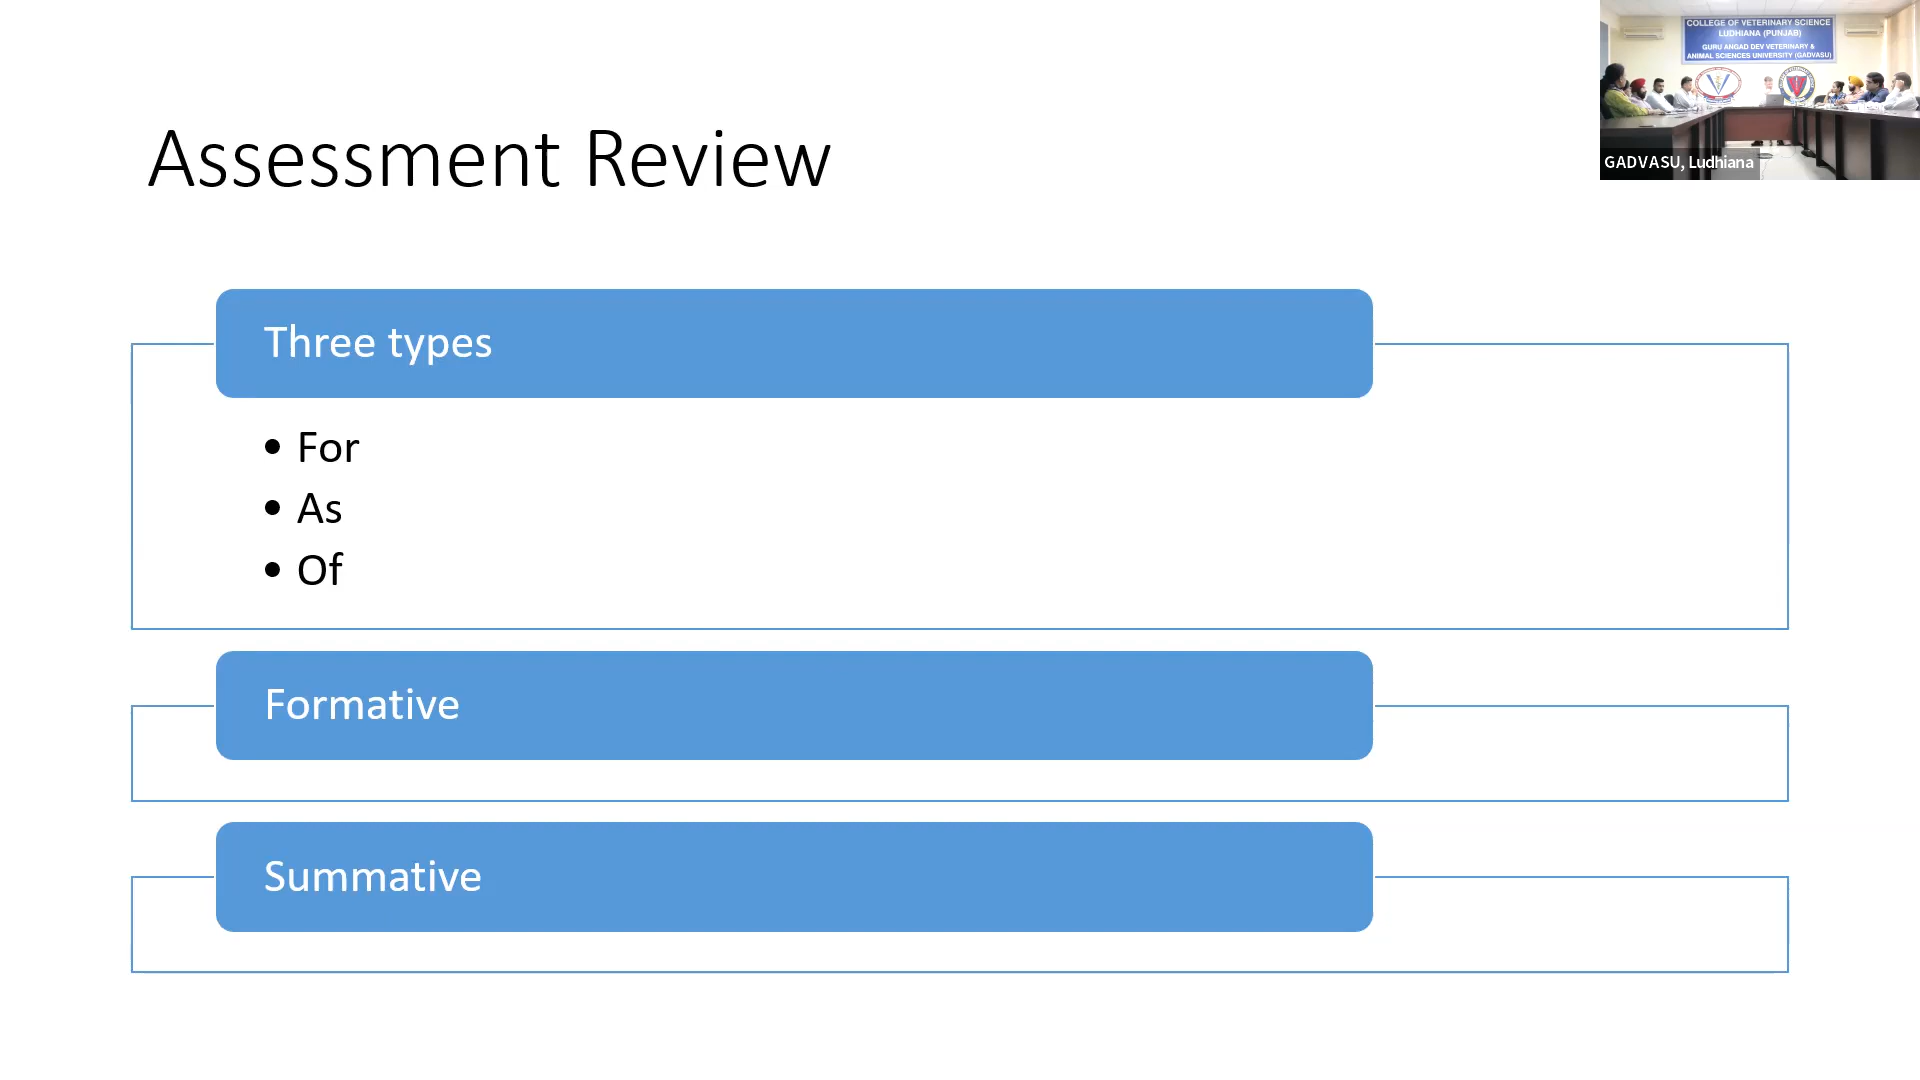 Assessment Review
Three types
• For
• As
• Of
Formative
Summative
COLLEGE OF VETERINARY SCIENCE
LUDHIANA (PUNJAB)
GURU ANGAD DEV VETERINARY &
ANIMAL SCIENCES UNIVERSITY (GADVASU)
GADVASU, Ludhiana